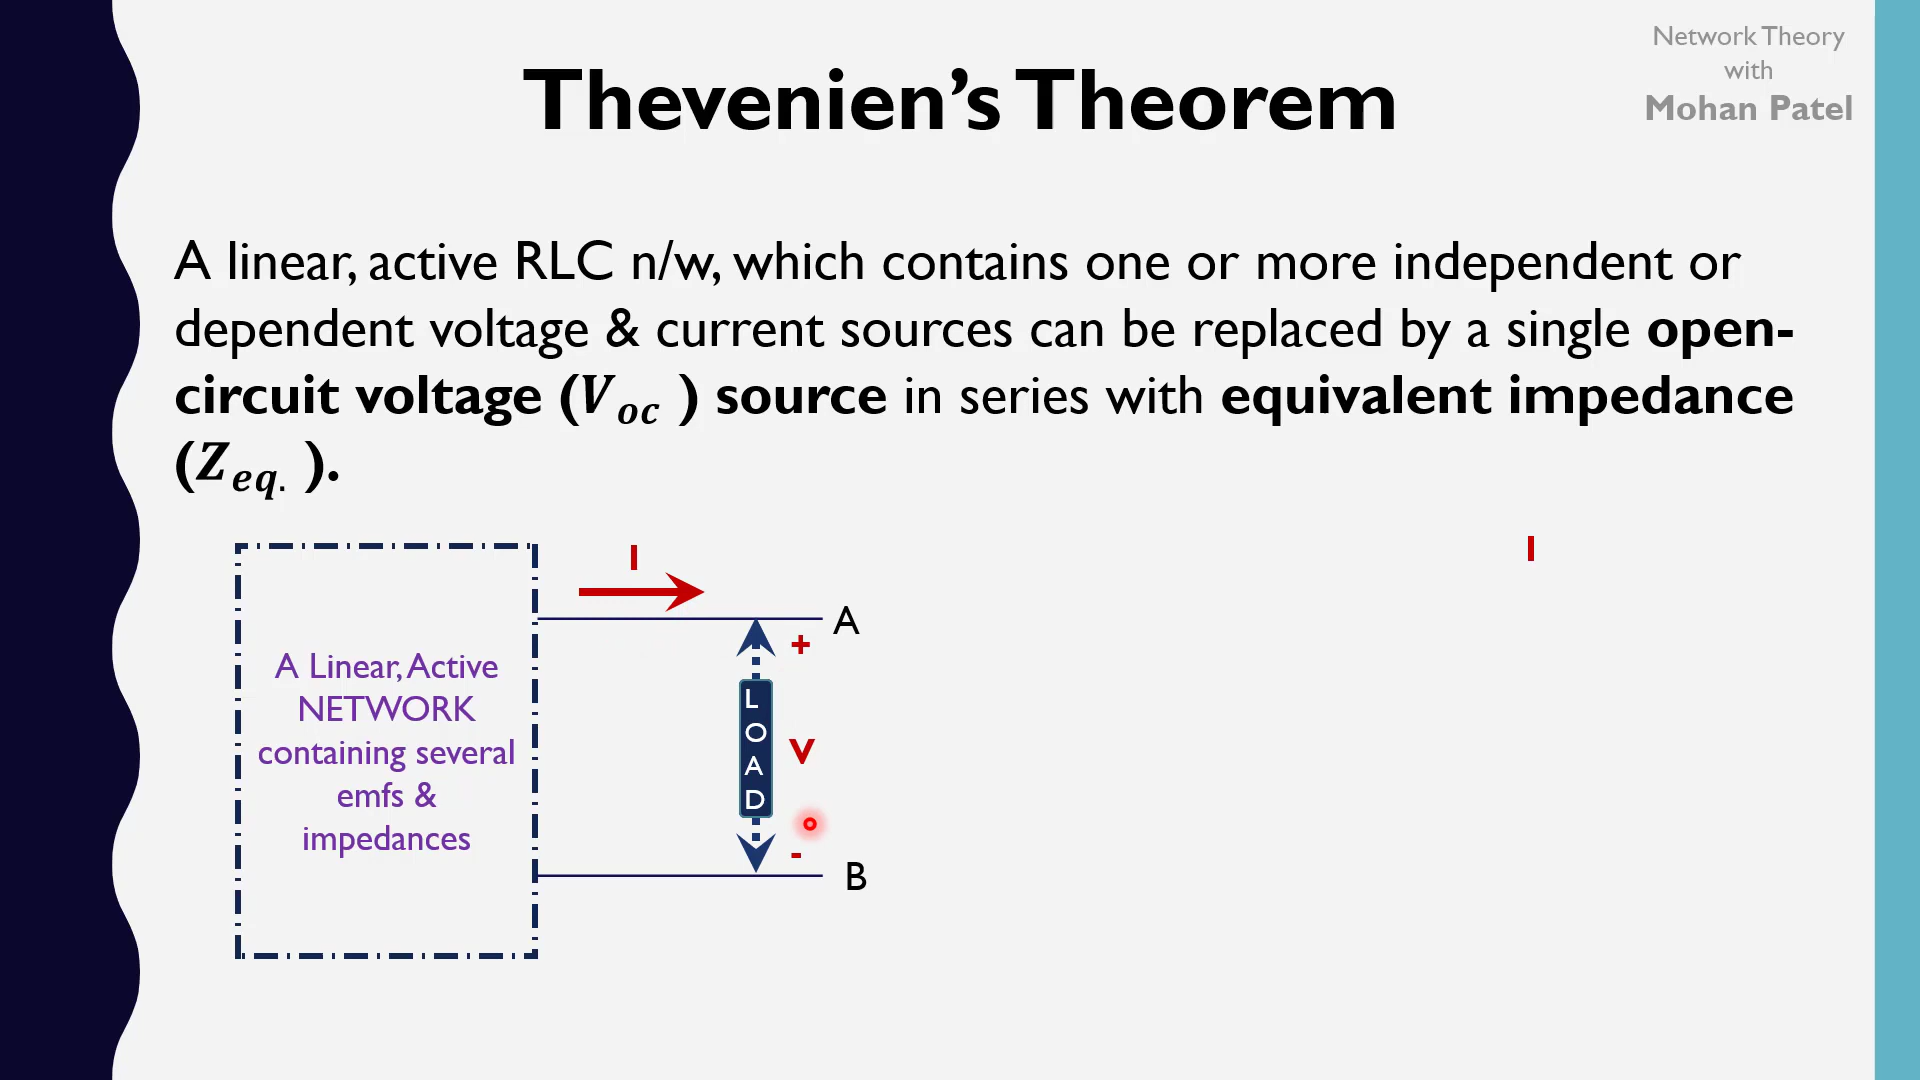 Network Theory
with
Mohan Patel
Thevenien’s Theorem
A linear, active RLC n/w, which contains one or more independent or
dependent voltage & current sources can be replaced by a single open-
circuit voltage (V_oc ) source in series with equivalent impedance
(Z_eq. ).
I
I
A
+
A Linear, Active
NETWORK
containing several
emfs &
impedances
L
O
A
D
V
-
B